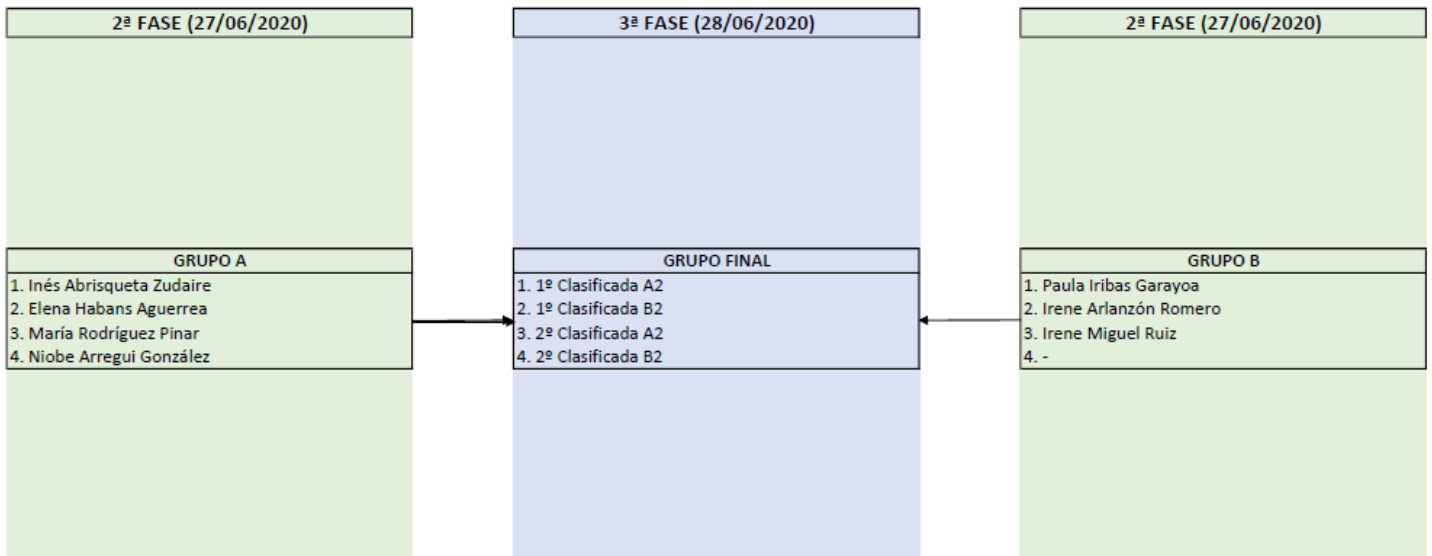 2ª FASE (27/06/2020)
3ª FASE (28/06/2020)
2ª FASE (27/06/2020)
GRUPO A
1. Inés Abrisqueta Zudaire
2. Elena Habans Aguerrea
3. María Rodríguez Pinar
4. Niobe Arregui González
GRUPO FINAL
1. 1º Clasificada A2
2. 1º Clasificada B2
3. 2º Clasificada A2
4. 2º Clasificada B2
GRUPO B
1. Paula Iribas Garayoa
2. Irene Arlanzón Romero
3. Irene Miguel Ruiz
4. -